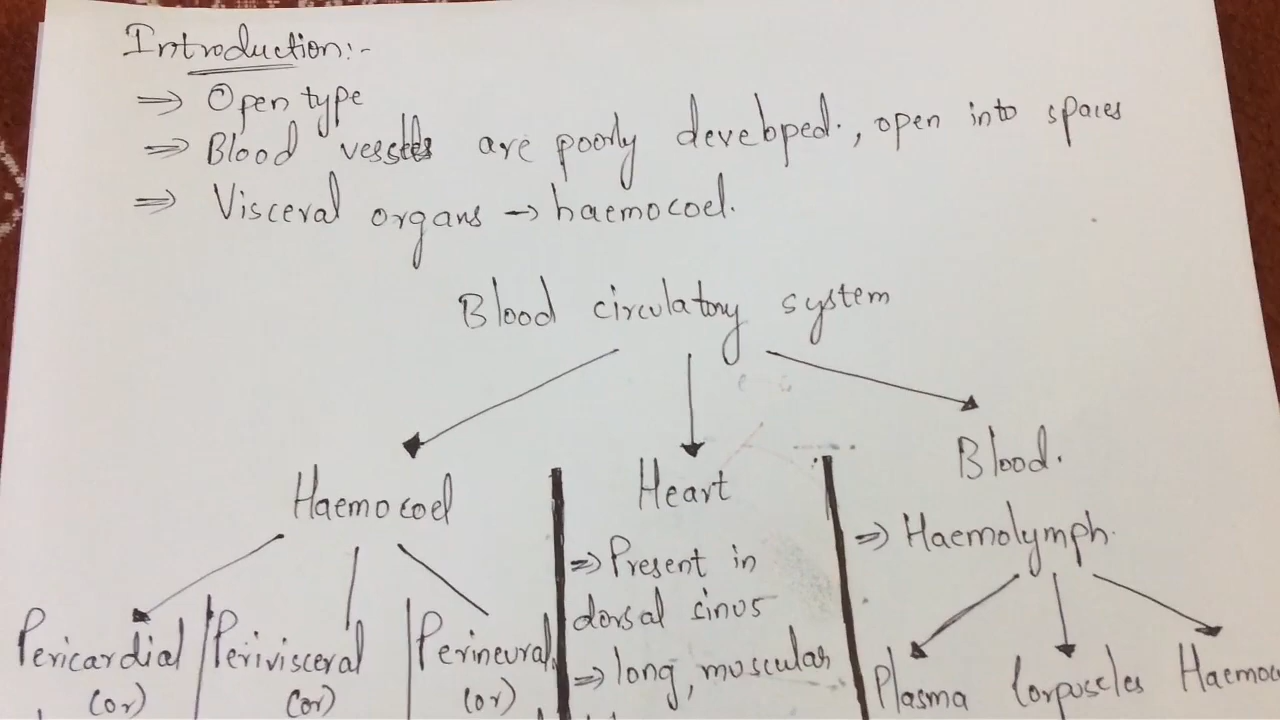 Introduction:-
⇒ Open type
⇒ Blood vessels are poorly developed., open into spaces
⇒ Visceral organs → haemocoel.
Blood circulatory system
Haemocoel
Heart
Blood.
Pericardial
(or)
Perivisceral
(or)
Perineural
(or)
⇒ Present in
dorsal sinus
⇒ long, muscular
⇒ Haemolymph.
Plasma
Corpuscles